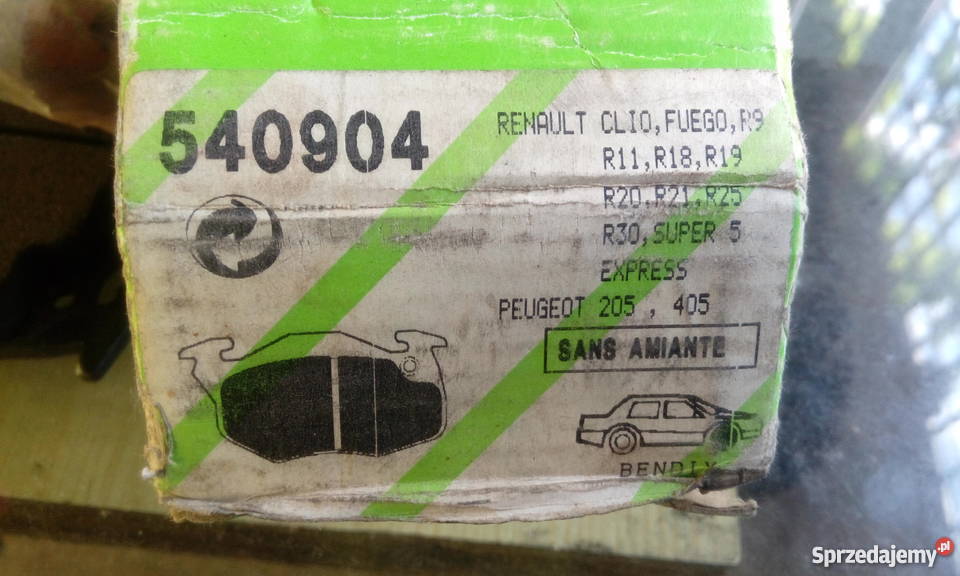 540904
RENAULT CLIO,FUEGO,R9
R11,R18,R19
R20,R21,R25
R30,SUPER 5
EXPRESS
PEUGEOT 205 , 405
SANS AMIANTE
BENDIX
Sprzedajemy.pl